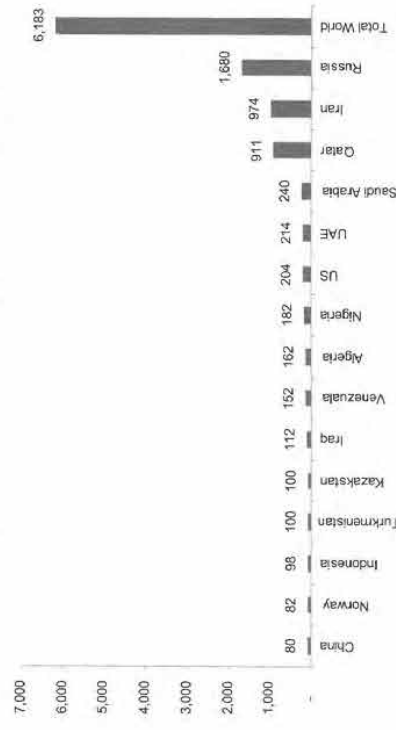 7,000
6,000
5,000
4,000
3,000
2,000
1,000
-
80
82
98
100
100
112
152
162
182
204
214
240
911
974
1,680
6,183
China
Norway
Indonesia
Turkmenistan
Kazakstan
Iraq
Venezuala
Algeria
Nigeria
US
UAE
Saudi Arabia
Qatar
Iran
Russia
Total World